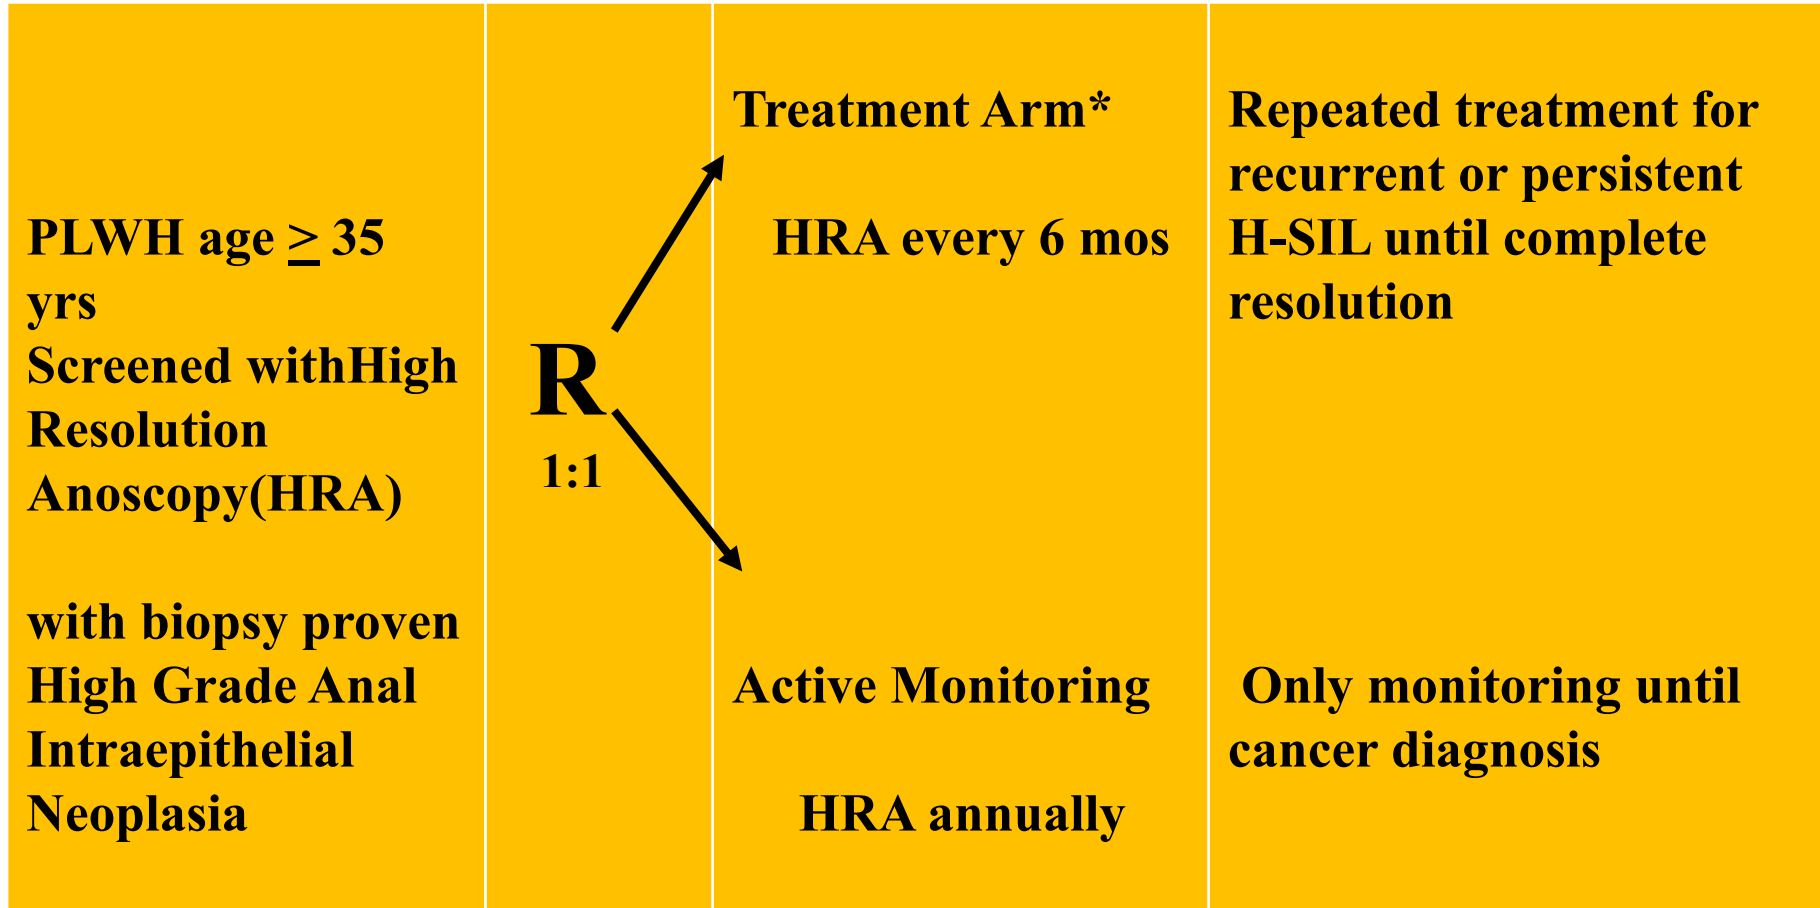 PLWH age ≥ 35
yrs
Screened withHigh
Resolution
Anoscopy(HRA)
with biopsy proven
High Grade Anal
Intraepithelial
Neoplasia
R
1:1
Treatment Arm*
HRA every 6 mos
Active Monitoring
HRA annually
Repeated treatment for
recurrent or persistent
H-SIL until complete
resolution
Only monitoring until
cancer diagnosis